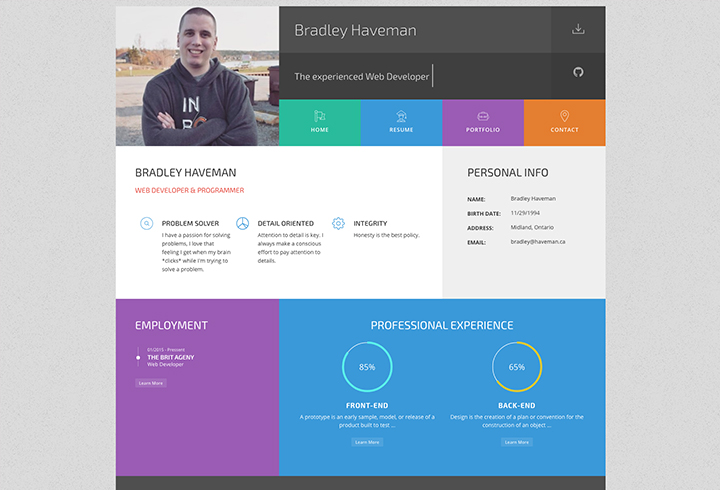 Bradley Haveman
The experienced Web Developer
IN
HOME
RESUME
PORTFOLIO
CONTACT
BRADLEY HAVEMAN
WEB DEVELOPER & PROGRAMMER
PROBLEM SOLVER
I have a passion for solving
problems, I love that
feeling I get when my brain
*clicks* while I'm trying to
solve a problem.
DETAIL ORIENTED
Attention to detail is key. I
always make a conscious
effort to pay attention to
details.
INTEGRITY
Honesty is the best policy.
PERSONAL INFO
NAME: Bradley Haveman
BIRTH DATE: 11/29/1994
ADDRESS: Midland, Ontario
EMAIL: bradley@haveman.ca
EMPLOYMENT
01/2015 - Pressent
THE BRIT AGENY
Web Developer
Learn More
PROFESSIONAL EXPERIENCE
85%
FRONT-END
A prototype is an early sample, model, or release of a
product built to test ...
Learn More
65%
BACK-END
Design is the creation of a plan or convention for the
construction of an object ...
Learn More